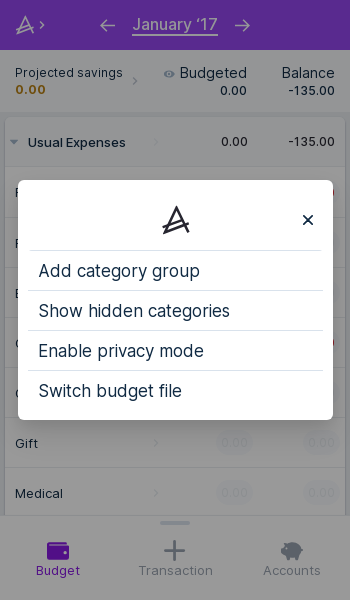 January ‘17
Projected savings
0.00
Budgeted
0.00
Balance
-135.00
Usual Expenses
0.00
-135.00
Add category group
Show hidden categories
Enable privacy mode
Switch budget file
Gift
0.00
0.00
Medical
0.00
0.00
Budget
Transaction
Accounts